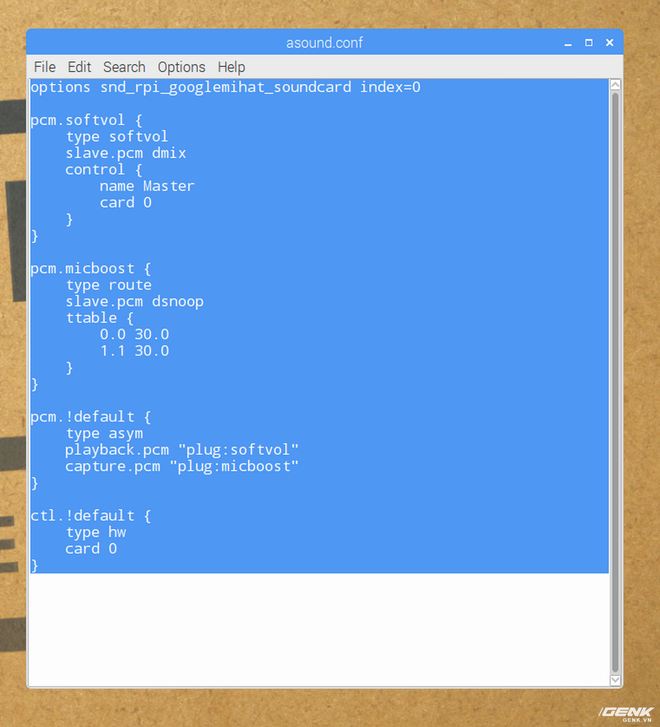 asound.conf
File Edit Search Options Help
options snd_rpi_googlemihat_soundcard index=0
pcm.softvol {
    type softvol
    slave.pcm dmix
    control {
        name Master
        card 0
    }
}
pcm.micboost {
    type route
    slave.pcm dsnoop
    ttable {
        0.0 30.0
        1.1 30.0
    }
}
pcm.!default {
    type asym
    playback.pcm "plug:softvol"
    capture.pcm "plug:micboost"
}
ctl.!default {
    type hw
    card 0
}
GENK
GENK.VN